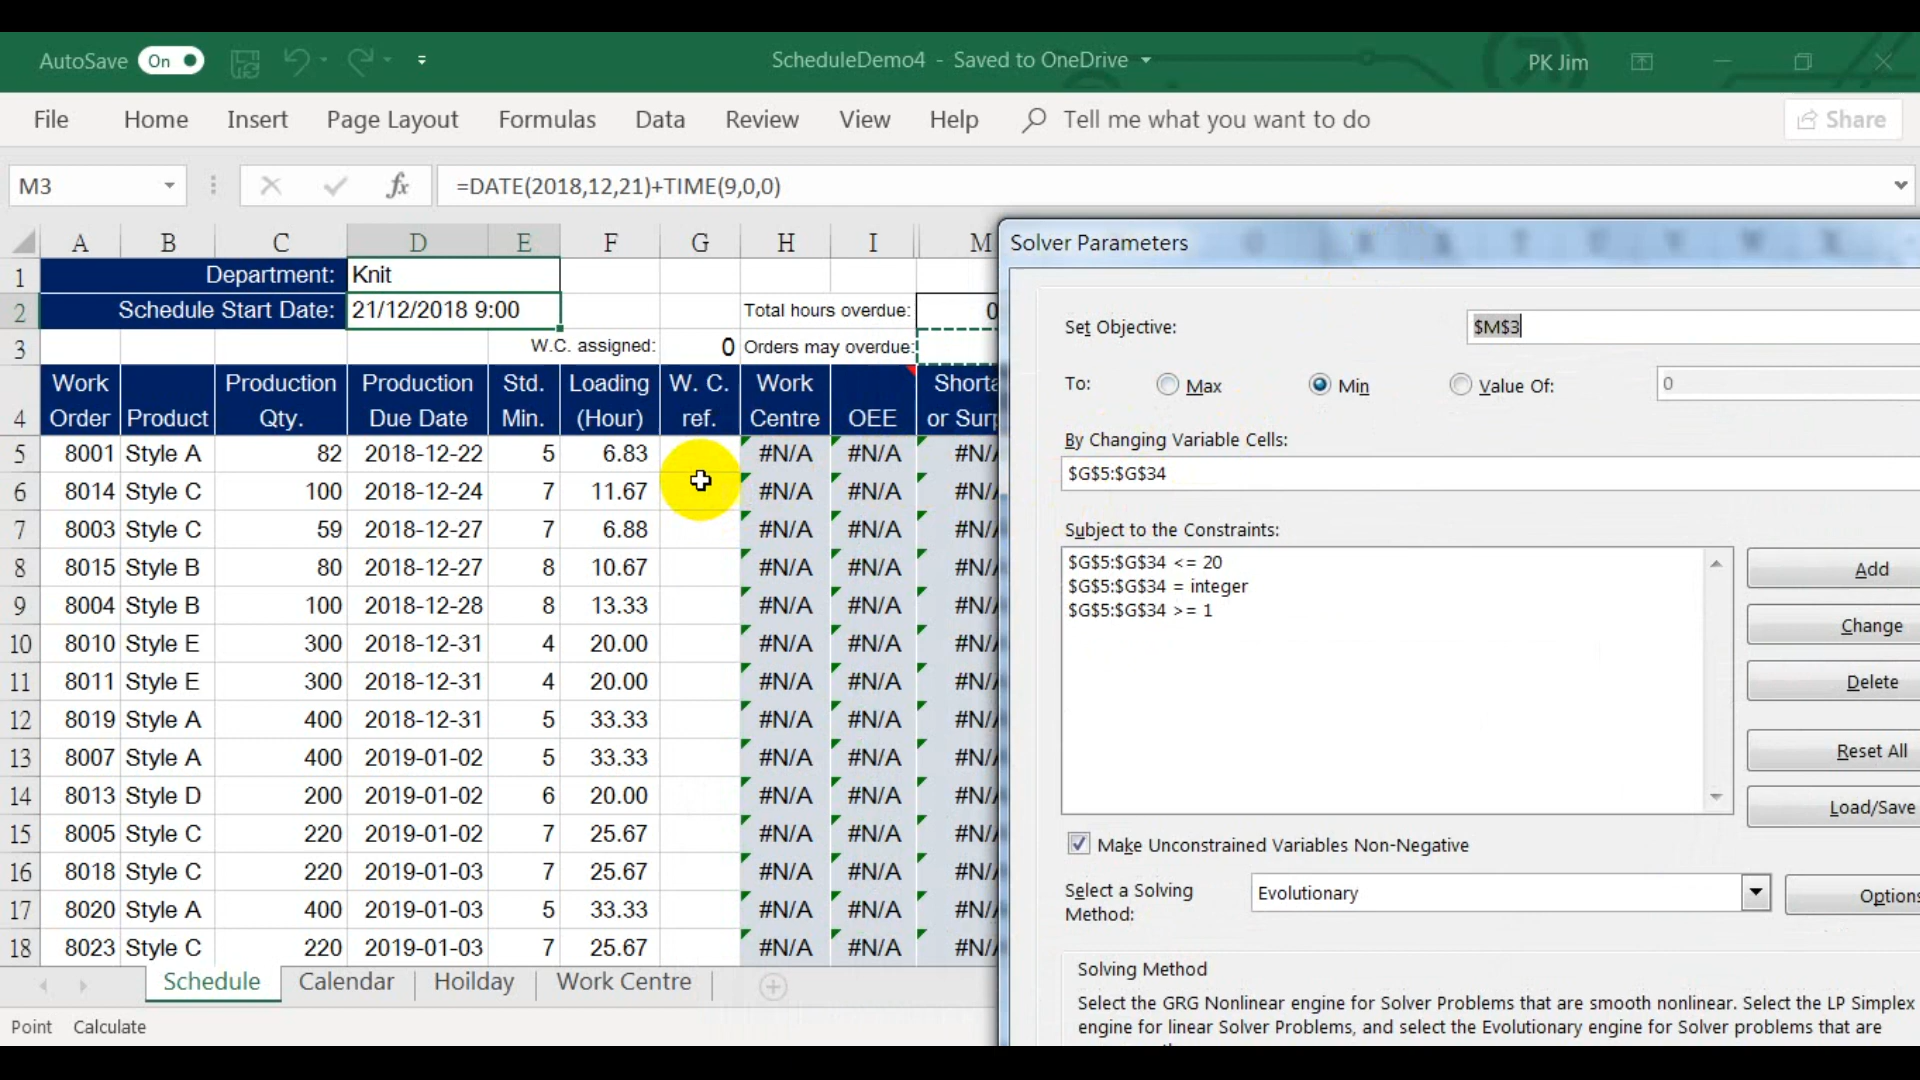 AutoSave On ScheduleDemo4 - Saved to OneDrive PK Jim
File Home Insert Page Layout Formulas Data Review View Help Tell me what you want to do Share
M3 fx =DATE(2018,12,21)+TIME(9,0,0)
A B C D E F G H I M
1 Department: Knit
2 Schedule Start Date: 21/12/2018 9:00 Total hours overdue: 0
3 W.C. assigned: 0 Orders may overdue:
Work Production Production Std. Loading W. C. Work
4 Order Product Qty. Due Date Min. (Hour) ref. Centre OEE or
5 8001 Style A 82 2018-12-22 5 6.83 #N/A #N/A
6 8014 Style C 100 2018-12-24 7 11.67 #N/A #N/A
7 8003 Style C 59 2018-12-27 7 6.88 #N/A #N/A
8 8015 Style B 80 2018-12-27 8 10.67 #N/A #N/A
9 8004 Style B 100 2018-12-28 8 13.33 #N/A #N/A
10 8010 Style E 300 2018-12-31 4 20.00 #N/A #N/A
11 8011 Style E 300 2018-12-31 4 20.00 #N/A #N/A
12 8019 Style A 400 2018-12-31 5 33.33 #N/A #N/A
13 8007 Style A 400 2019-01-02 5 33.33 #N/A #N/A
14 8013 Style D 200 2019-01-02 6 20.00 #N/A #N/A
15 8005 Style C 220 2019-01-02 7 25.67 #N/A #N/A
16 8018 Style C 220 2019-01-03 7 25.67 #N/A #N/A
17 8020 Style A 400 2019-01-03 5 33.33 #N/A #N/A
18 8023 Style C 220 2019-01-03 7 25.67 #N/A #N/A
Schedule Calendar Hoilday Work Centre
Point Calculate
Solver Parameters
Set Objective: $M$3
To: Max Min Value Of: 0
By Changing Variable Cells:
$G$5:$G$34
Subject to the Constraints:
$G$5:$G$34 <= 20
$G$5:$G$34 = integer
$G$5:$G$34 >= 1
Add
Change
Delete
Reset All
Load/Save
Make Unconstrained Variables Non-Negative
Select a Solving Method: Evolutionary Options
Solving Method
Select the GRG Nonlinear engine for Solver Problems that are smooth nonlinear. Select the LP Simplex
engine for linear Solver Problems, and select the Evolutionary engine for Solver problems that are